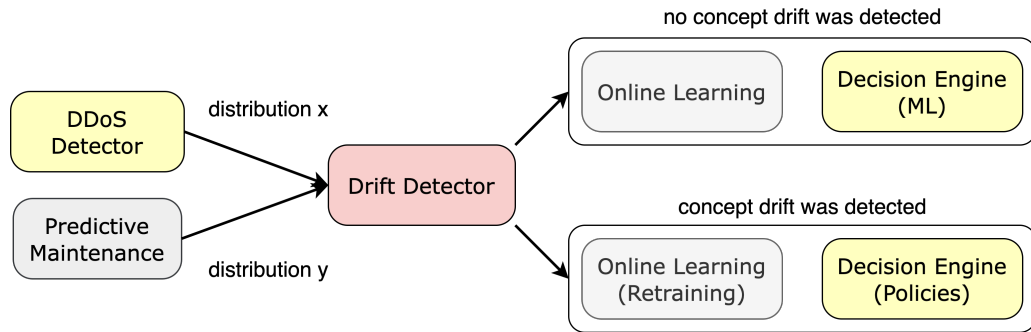 no concept drift was detected
Online Learning
Decision Engine
(ML)
DDoS
Detector
distribution x
Drift Detector
Predictive
Maintenance
distribution y
concept drift was detected
Online Learning
(Retraining)
Decision Engine
(Policies)